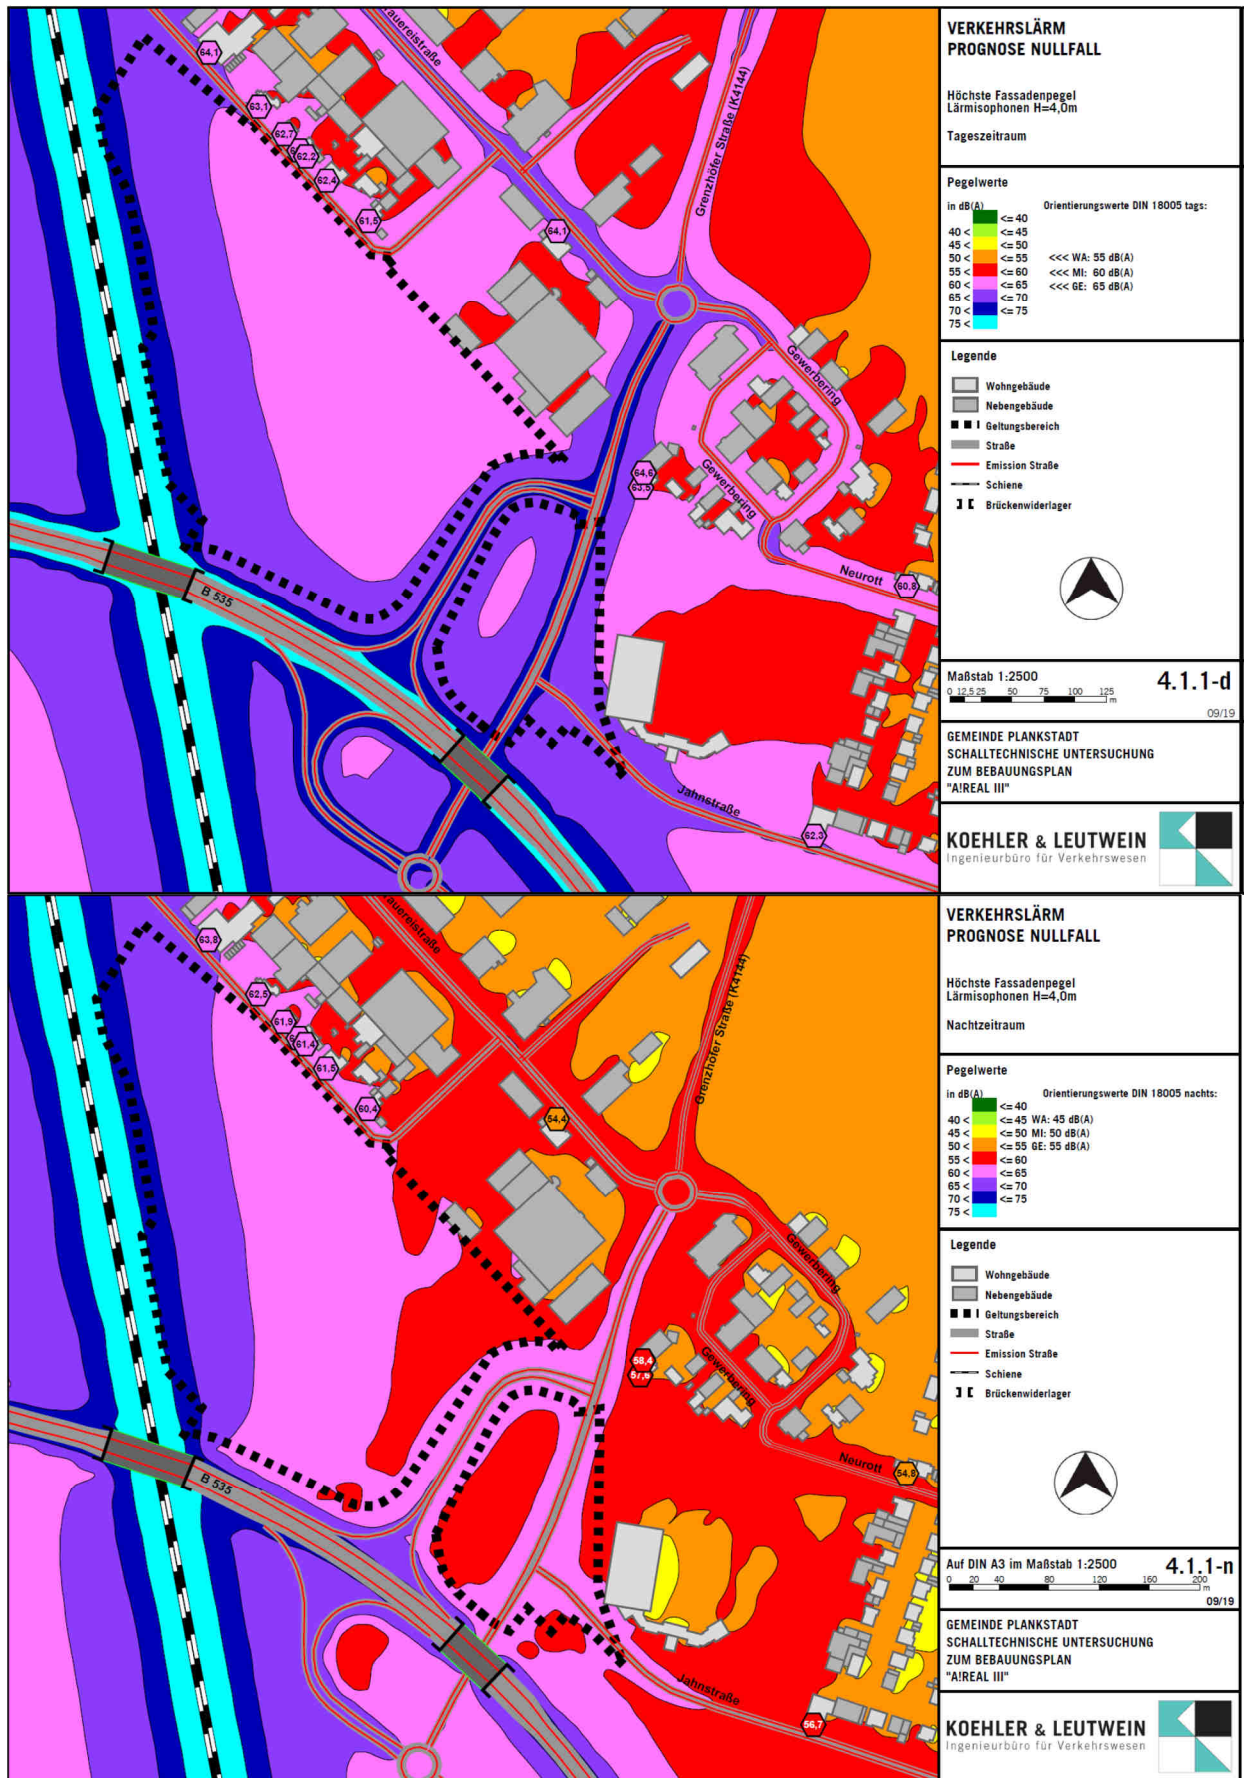 VERKEHRSLÄRM
PROGNOSE NULLFALL
Höchste Fassadenpegel
Lärmisophonen H=4,0m
Tageszeitraum
Pegelwerte
in dB(A) Orientierungswerte DIN 18005 tags:
<= 40
40 < <= 45
45 < <= 50
50 < <= 55 <<< WA: 55 dB(A)
55 < <= 60 <<< MI: 60 dB(A)
60 < <= 65 <<< GE: 65 dB(A)
65 < <= 70
70 < <= 75
75 <
Legende
Wohngebäude
Nebengebäude
Geltungsbereich
Straße
Emission Straße
Schiene
Brückenwiderlager
Maßstab 1:2500 4.1.1-d
0 12,5 25 50 75 100 125
m
09/19
GEMEINDE PLANKSTADT
SCHALLTECHNISCHE UNTERSUCHUNG
ZUM BEBAUUNGSPLAN
"A!REAL III"
KOEHLER & LEUTWEIN
Ingenieurbüro für Verkehrswesen
auereistraße
Grenzhöfer Straße (K4144)
64,1
63,1
62,7
62,2
62,4
61,5
64,1
Gewerbering
64,6
63,5
Gewerbering
Neurott
60,8
B 535
Jahnstraße
62,3
VERKEHRSLÄRM
PROGNOSE NULLFALL
Höchste Fassadenpegel
Lärmisophonen H=4,0m
Nachtzeitraum
Pegelwerte
in dB(A) Orientierungswerte DIN 18005 nachts:
<= 40
40 < <= 45 WA: 45 dB(A)
45 < <= 50 MI: 50 dB(A)
50 < <= 55 GE: 55 dB(A)
55 < <= 60
60 < <= 65
65 < <= 70
70 < <= 75
75 <
Legende
Wohngebäude
Nebengebäude
Geltungsbereich
Straße
Emission Straße
Schiene
Brückenwiderlager
Auf DIN A3 im Maßstab 1:2500 4.1.1-n
0 20 40 80 120 160 200
m
09/19
GEMEINDE PLANKSTADT
SCHALLTECHNISCHE UNTERSUCHUNG
ZUM BEBAUUNGSPLAN
"A!REAL III"
KOEHLER & LEUTWEIN
Ingenieurbüro für Verkehrswesen
auereistraße
Grenzhöfer Straße (K4144)
63,8
62,5
61,9
61,4
61,5
60,4
54,4
Gewerbering
58,4
57,6
Gewerbering
Neurott
54,8
B 535
Jahnstraße
56,7